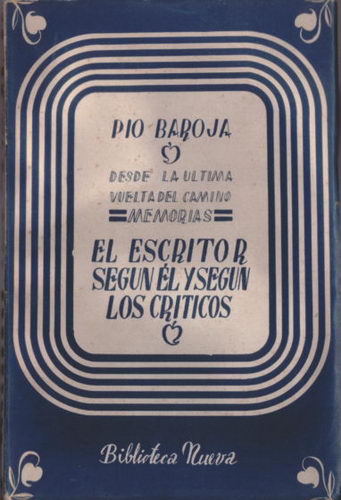 PIO BAROJA
DESDE LA ULTIMA
VUELTA DEL CAMINO
MEMORIAS
EL ESCRITOR
SEGUN ÉL Y SEGUN
LOS CRITICOS
Biblioteca Nueva